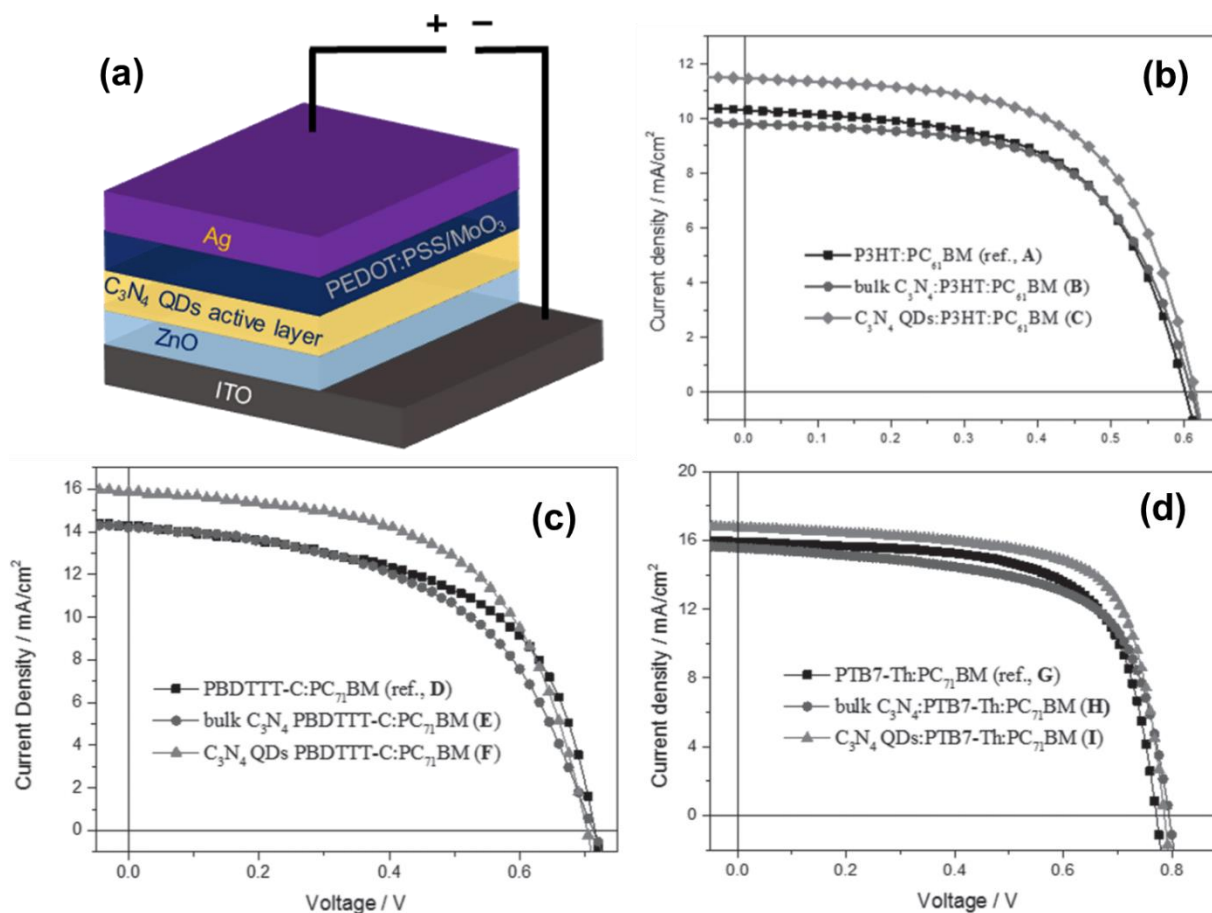 (a)
+ −
Ag
PEDOT:PSS/MoO₃
C₃N₄ QDs active layer
ZnO
ITO
(b)
Current density / mA/cm²
12
10
8
6
4
2
0
P3HT:PC₆₁BM (ref., A)
bulk C₃N₄:P3HT:PC₆₁BM (B)
C₃N₄ QDs:P3HT:PC₆₁BM (C)
0.0 0.1 0.2 0.3 0.4 0.5 0.6
(c)
Current Density / mA/cm²
16
14
12
10
8
6
4
2
0
PBDTTT-C:PC₇₁BM (ref., D)
bulk C₃N₄ PBDTTT-C:PC₇₁BM (E)
C₃N₄ QDs PBDTTT-C:PC₇₁BM (F)
0.0 0.2 0.4 0.6
Voltage / V
(d)
Current density / mA/cm²
20
16
12
8
4
0
PTB7-Th:PC₇₁BM (ref., G)
bulk C₃N₄:PTB7-Th:PC₇₁BM (H)
C₃N₄ QDs:PTB7-Th:PC₇₁BM (I)
0.0 0.2 0.4 0.6 0.8
Voltage / V